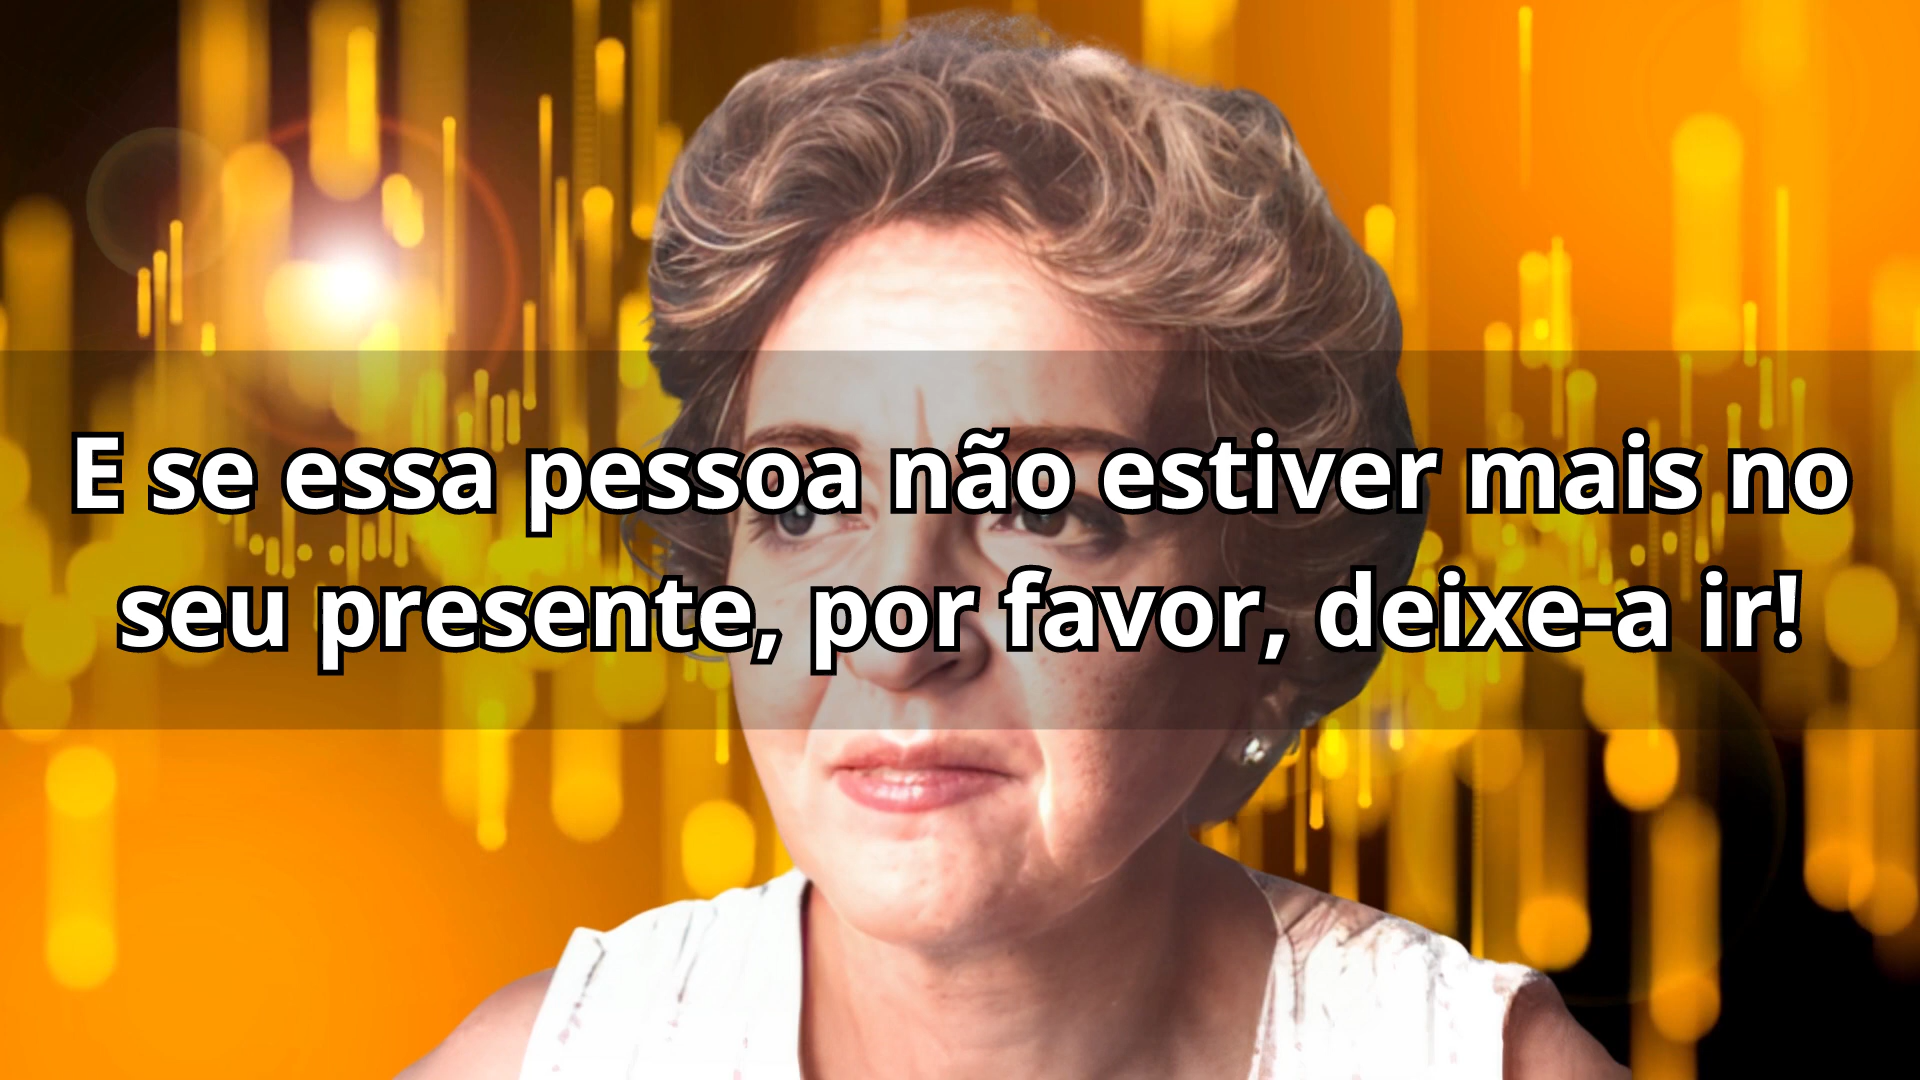 E se essa pessoa não estiver mais no
seu presente, por favor, deixe-a ir!